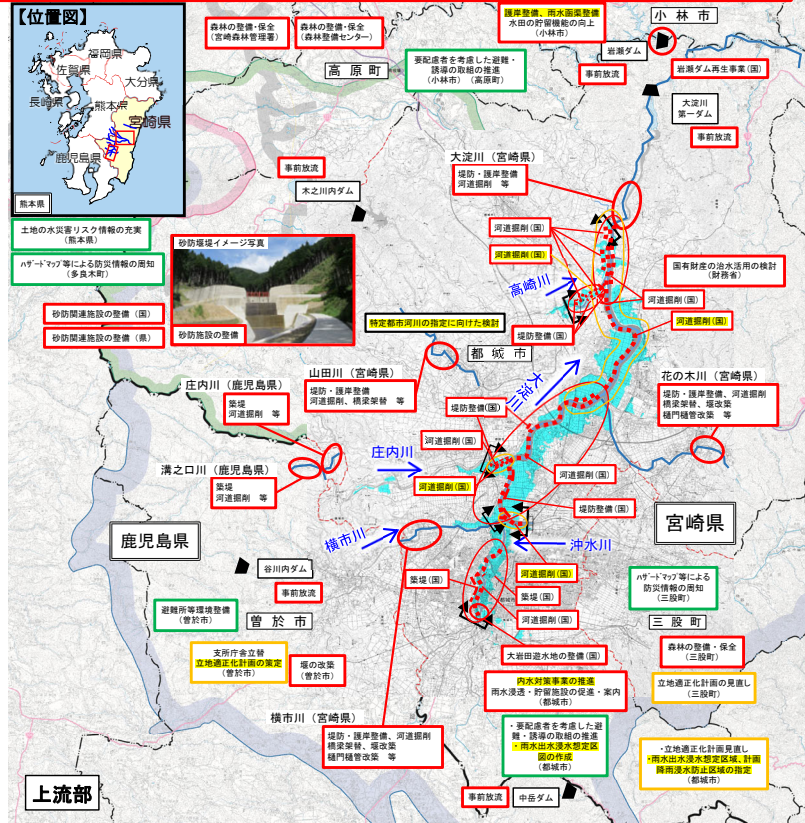 【位置図】
福岡県
佐賀県
大分県
長崎県
熊本県
宮崎県
鹿児島県
熊本県
森林の整備・保全
（宮崎森林管理署）
森林の整備・保全
（森林整備センター）
護岸整備、雨水函渠整備
水田の貯留機能の向上
（小林市）
小林市
岩瀬ダム
事前放流
岩瀬ダム再生事業（国）
高原町
要配慮者を考慮した避難・
誘導の取組の推進
（小林市）（高原町）
大淀川
第一ダム
事前放流
大淀川（宮崎県）
堤防・護岸整備
河道掘削　等
事前放流
木之川内ダム
土地の水災害リスク情報の充実
（熊本県）
ﾊｻﾞｰﾄﾞﾏｯﾌﾟ等による防災情報の周知
（多良木町）
砂防関連施設の整備（国）
砂防関連施設の整備（県）
砂防堰堤イメージ写真
砂防施設の整備
河道掘削（国）
河道掘削（国）
高崎川
国有財産の治水活用の検討
（財務省）
河道掘削（国）
河道掘削（国）
堤防整備（国）
特定都市河川の指定に向けた検討
都城市
山田川（宮崎県）
堤防・護岸整備
河道掘削、橋梁架替　等
大淀川
花の木川（宮崎県）
堤防・護岸整備、河道掘削
橋梁架替、堰改築
樋門樋管改築　等
庄内川（鹿児島県）
築堤
河道掘削　等
堤防整備（国）
河道掘削（国）
庄内川
河道掘削（国）
河道掘削（国）
堤防整備（国）
溝之口川（鹿児島県）
築堤
河道掘削　等
鹿児島県
宮崎県
横市川
沖水川
谷川内ダム
事前放流
築堤（国）
河道掘削（国）
築堤（国）
河道掘削（国）
ﾊｻﾞｰﾄﾞﾏｯﾌﾟ等による
防災情報の周知
（三股町）
三股町
避難所等環境整備
（曽於市）
曽於市
大岩田遊水地の整備（国）
森林の整備・保全
（三股町）
支所庁舎立替
立地適正化計画の策定
（曽於市）
堰の改築
（曽於市）
内水対策事業の推進
雨水浸透・貯留施設の促進・案内
（都城市）
立地適正化計画の見直し
（三股町）
横市川（宮崎県）
堤防・護岸整備、河道掘削
橋梁架替、堰改築
樋門樋管改築　等
・要配慮者を考慮した避
難・誘導の取組の推進
・雨水出水浸水想定区
図の作成
（都城市）
・立地適正化計画見直し
・雨水出水浸水想定区域、計画
降雨浸水防止区域の指定
（都城市）
上流部
事前放流
中岳ダム